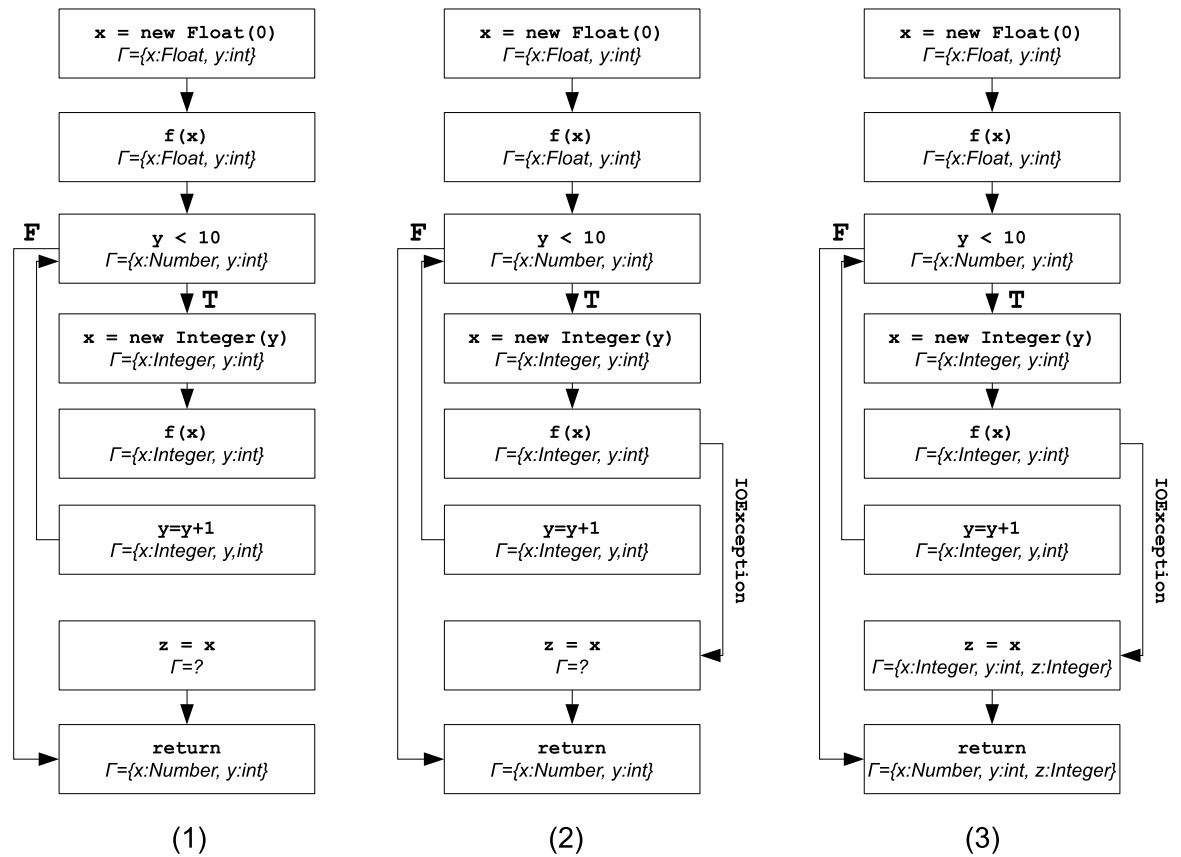 x = new Float(0)
Γ={x:Float, y:int}
f(x)
Γ={x:Float, y:int}
F
y < 10
Γ={x:Number, y:int}
T
x = new Integer(y)
Γ={x:Integer, y:int}
f(x)
Γ={x:Integer, y:int}
y=y+1
Γ={x:Integer, y,int}
z = x
Γ=?
return
Γ={x:Number, y:int}
(1)
x = new Float(0)
Γ={x:Float, y:int}
f(x)
Γ={x:Float, y:int}
F
y < 10
Γ={x:Number, y:int}
T
x = new Integer(y)
Γ={x:Integer, y:int}
f(x)
Γ={x:Integer, y:int}
IOException
y=y+1
Γ={x:Integer, y,int}
z = x
Γ=?
return
Γ={x:Number, y:int}
(2)
x = new Float(0)
Γ={x:Float, y:int}
f(x)
Γ={x:Float, y:int}
F
y < 10
Γ={x:Number, y:int}
T
x = new Integer(y)
Γ={x:Integer, y:int}
f(x)
Γ={x:Integer, y:int}
IOException
y=y+1
Γ={x:Integer, y,int}
z = x
Γ={x:Integer, y:int, z:Integer}
return
Γ={x:Number, y:int, z:Integer}
(3)